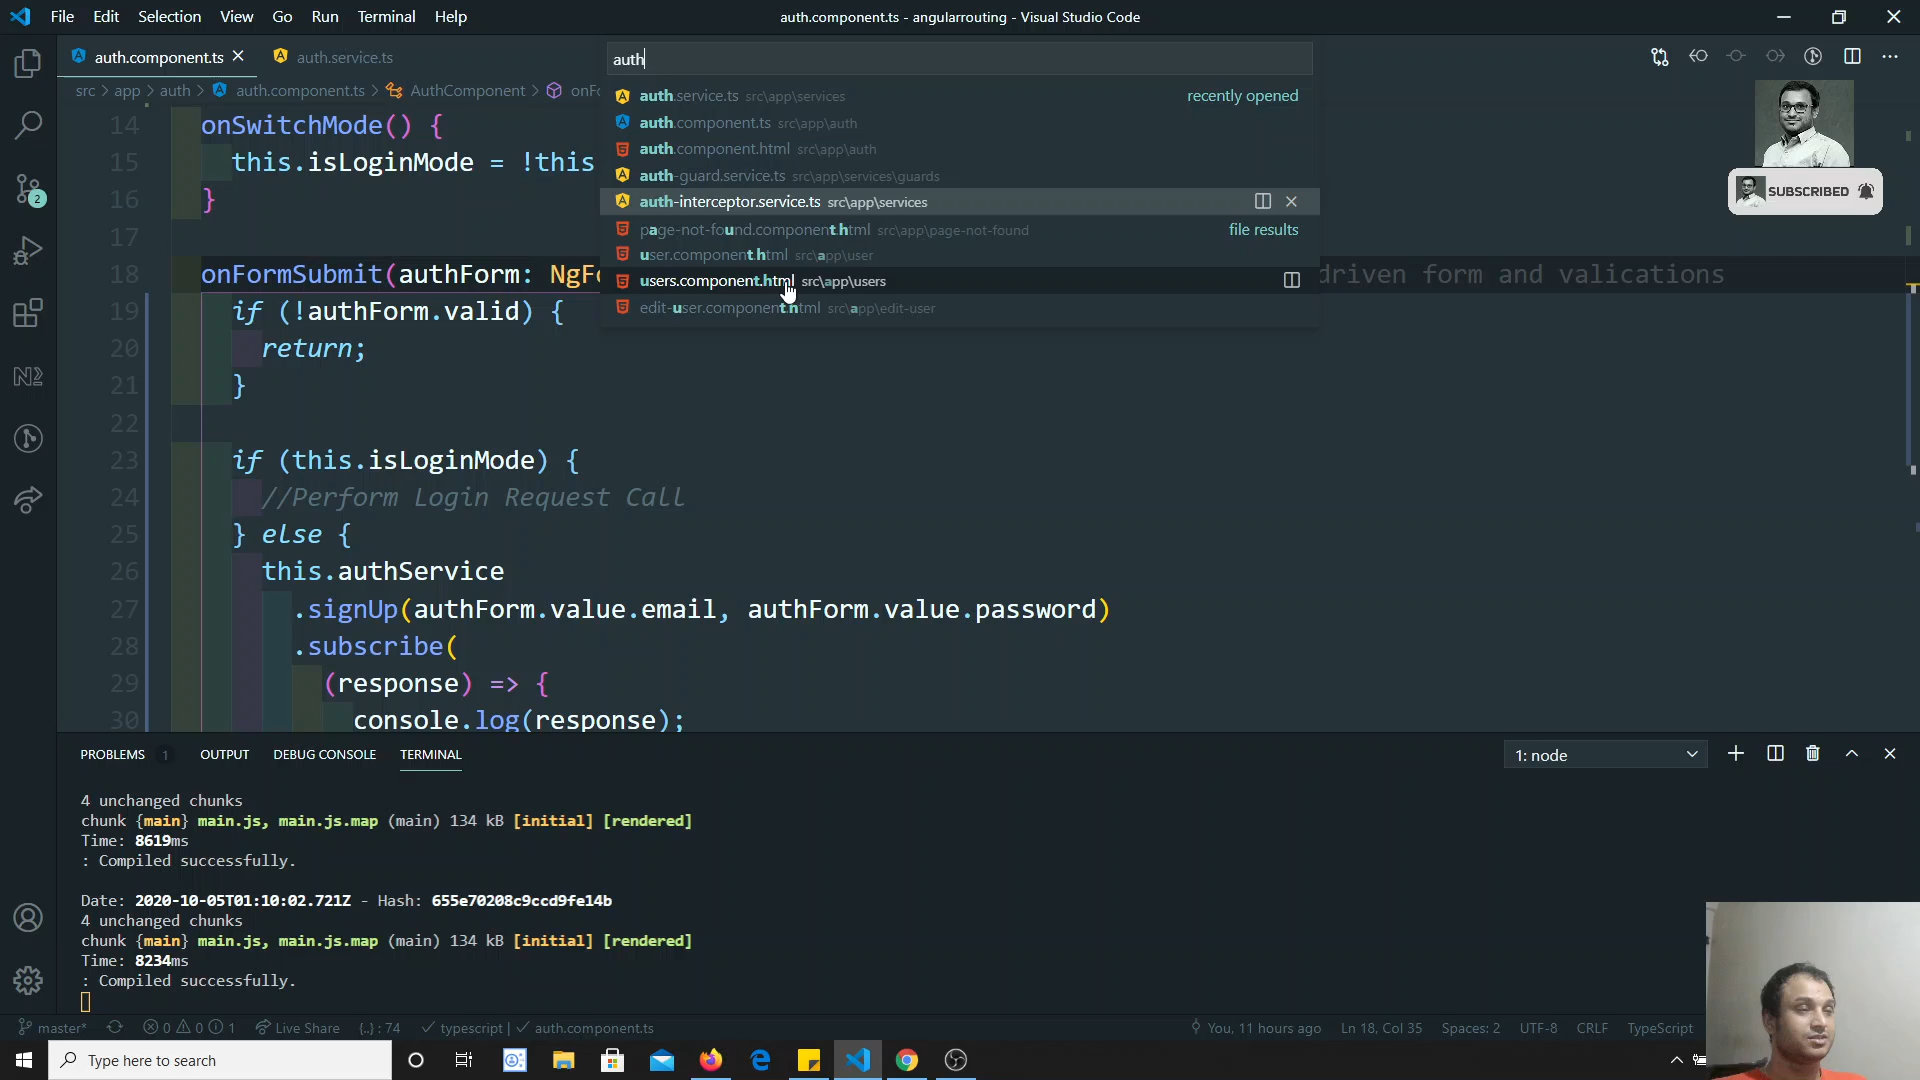 File Edit Selection View Go Run Terminal Help
auth.component.ts - angularrouting - Visual Studio Code
auth.component.ts
auth.service.ts
auth
src > app > auth > auth.component.ts > AuthComponent > onFo
auth.service.ts src\app\services recently opened
auth.component.ts src\app\auth
auth.component.html src\app\auth
auth-guard.service.ts src\app\services\guards
auth-interceptor.service.ts src\app\services
page-not-found.component.html src\app\page-not-found file results
user.component.html src\app\user
users.component.html src\app\users
edit-user.component.html src\app\edit-user
SUBSCRIBED
14 onSwitchMode() {
15 this.isLoginMode = !this
16 }
17
18 onFormSubmit(authForm: NgFo driven form and valications
19 if (!authForm.valid) {
20 return;
21 }
22
23 if (this.isLoginMode) {
24 //Perform Login Request Call
25 } else {
26 this.authService
27 .signUp(authForm.value.email, authForm.value.password)
28 .subscribe(
29 (response) => {
30 console.log(response);
2
PROBLEMS 1 OUTPUT DEBUG CONSOLE TERMINAL
1: node
4 unchanged chunks
chunk {main} main.js, main.js.map (main) 134 kB [initial] [rendered]
Time: 8619ms
: Compiled successfully.
Date: 2020-10-05T01:10:02.721Z - Hash: 655e70208c9ccd9fe14b
4 unchanged chunks
chunk {main} main.js, main.js.map (main) 134 kB [initial] [rendered]
Time: 8234ms
: Compiled successfully.
master* 0 0 1 Live Share {..} : 74 typescript | auth.component.ts You, 11 hours ago Ln 18, Col 35 Spaces: 2 UTF-8 CRLF TypeScript
Type here to search